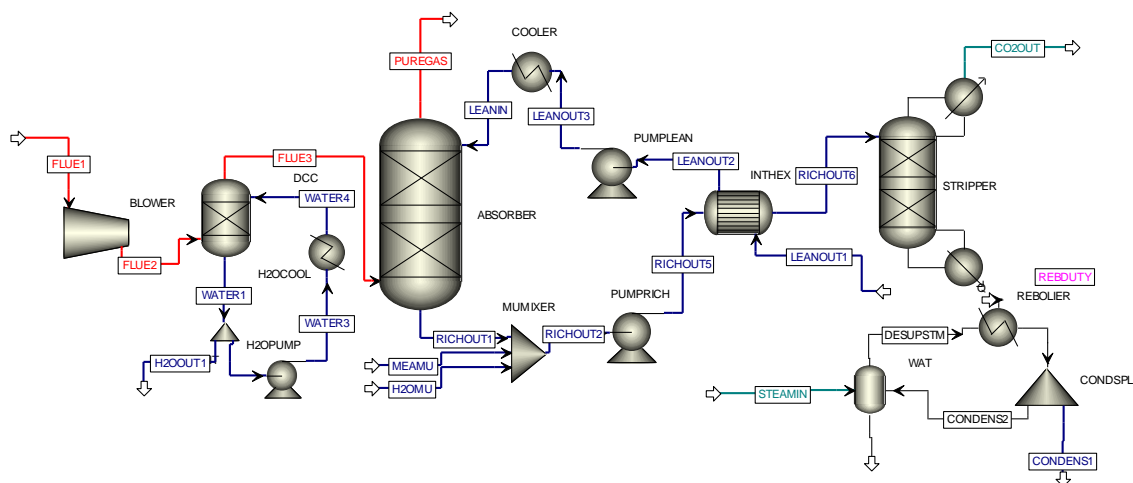 COOLER
CO2OUT
PUREGAS
LEANIN
LEANOUT3
PUMPLEAN
LEANOUT2
INTHEX
RICHOUT6
STRIPPER
FLUE1
FLUE3
DCC
WATER4
BLOWER
ABSORBER
FLUE2
H2OCOOL
LEANOUT1
RICHOUT5
REBDUTY
WATER1
REBOLIER
WATER3
MUMIXER
PUMPRICH
H2OPUMP
RICHOUT1
RICHOUT2
DESUPSTM
H2OOUT1
MEAMU
WAT
H2OMU
STEAMIN
CONDSPL
CONDENS2
CONDENS1